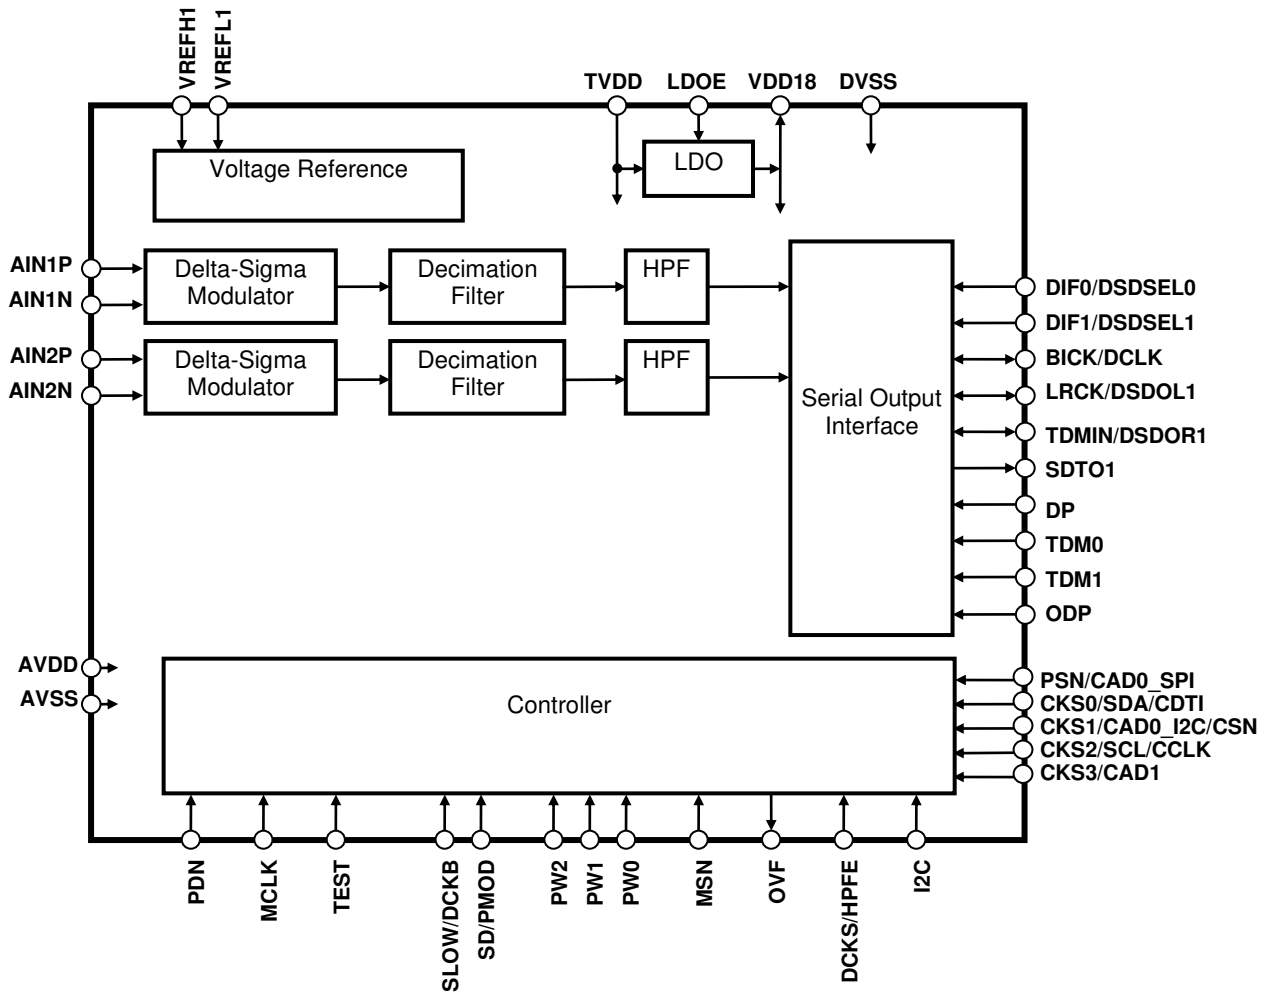 VREFH1
VREFL1
TVDD
LDOE
VDD18
DVSS
Voltage Reference
LDO
AIN1P
AIN1N
AIN2P
AIN2N
Delta-Sigma
Modulator
Decimation
Filter
HPF
Delta-Sigma
Modulator
Decimation
Filter
HPF
Serial Output
Interface
DIF0/DSDSEL0
DIF1/DSDSEL1
BICK/DCLK
LRCK/DSDOL1
TDMIN/DSDOR1
SDTO1
DP
TDM0
TDM1
ODP
AVDD
AVSS
Controller
PSN/CAD0_SPI
CKS0/SDA/CDTI
CKS1/CAD0_I2C/CSN
CKS2/SCL/CCLK
CKS3/CAD1
PDN
MCLK
TEST
SLOW/DCKB
SD/PMOD
PW2
PW1
PW0
MSN
OVF
DCKS/HPFE
I2C